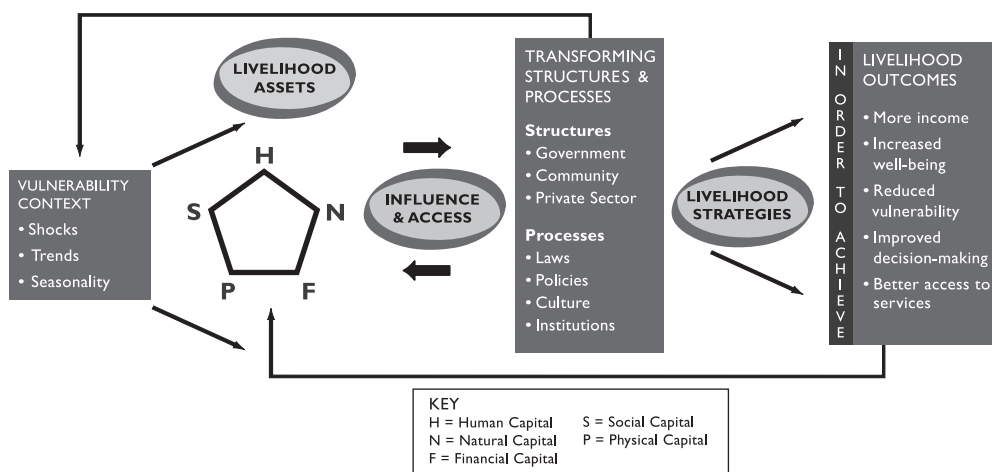 VULNERABILITY
CONTEXT
• Shocks
• Trends
• Seasonality
LIVELIHOOD
ASSETS
H
S
N
P
F
INFLUENCE
& ACCESS
TRANSFORMING
STRUCTURES &
PROCESSES
Structures
• Government
• Community
• Private Sector
Processes
• Laws
• Policies
• Culture
• Institutions
LIVELIHOOD
STRATEGIES
IN ORDER TO ACHIEVE
LIVELIHOOD
OUTCOMES
• More income
• Increased
well-being
• Reduced
vulnerability
• Improved
decision-making
• Better access to
services
KEY
H = Human Capital
N = Natural Capital
F = Financial Capital
S = Social Capital
P = Physical Capital